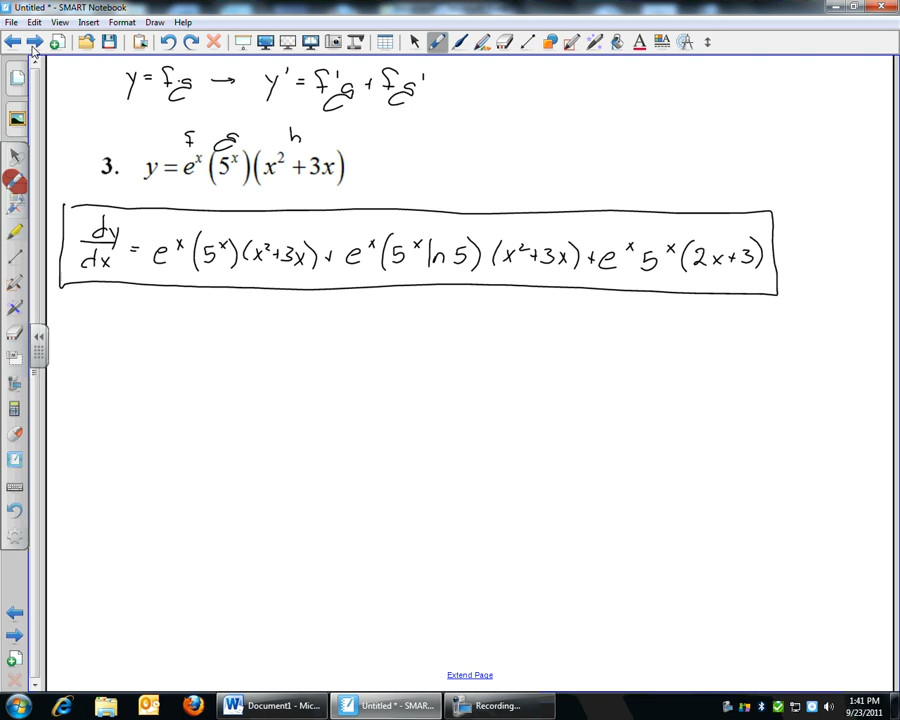 Untitled * - SMART Notebook
File Edit View Insert Format Draw Help
y = f·g → y' = f'g + fg'
f g h
3. y = e^x (5^x)(x^2 + 3x)
dy/dx = e^x (5^x)(x^2+3x) + e^x (5^x ln 5) (x^2+3x) + e^x 5^x (2x+3)
Extend Page
Document1 - Mic...
Untitled * - SMAR...
Recording...
1:41 PM
9/23/2011